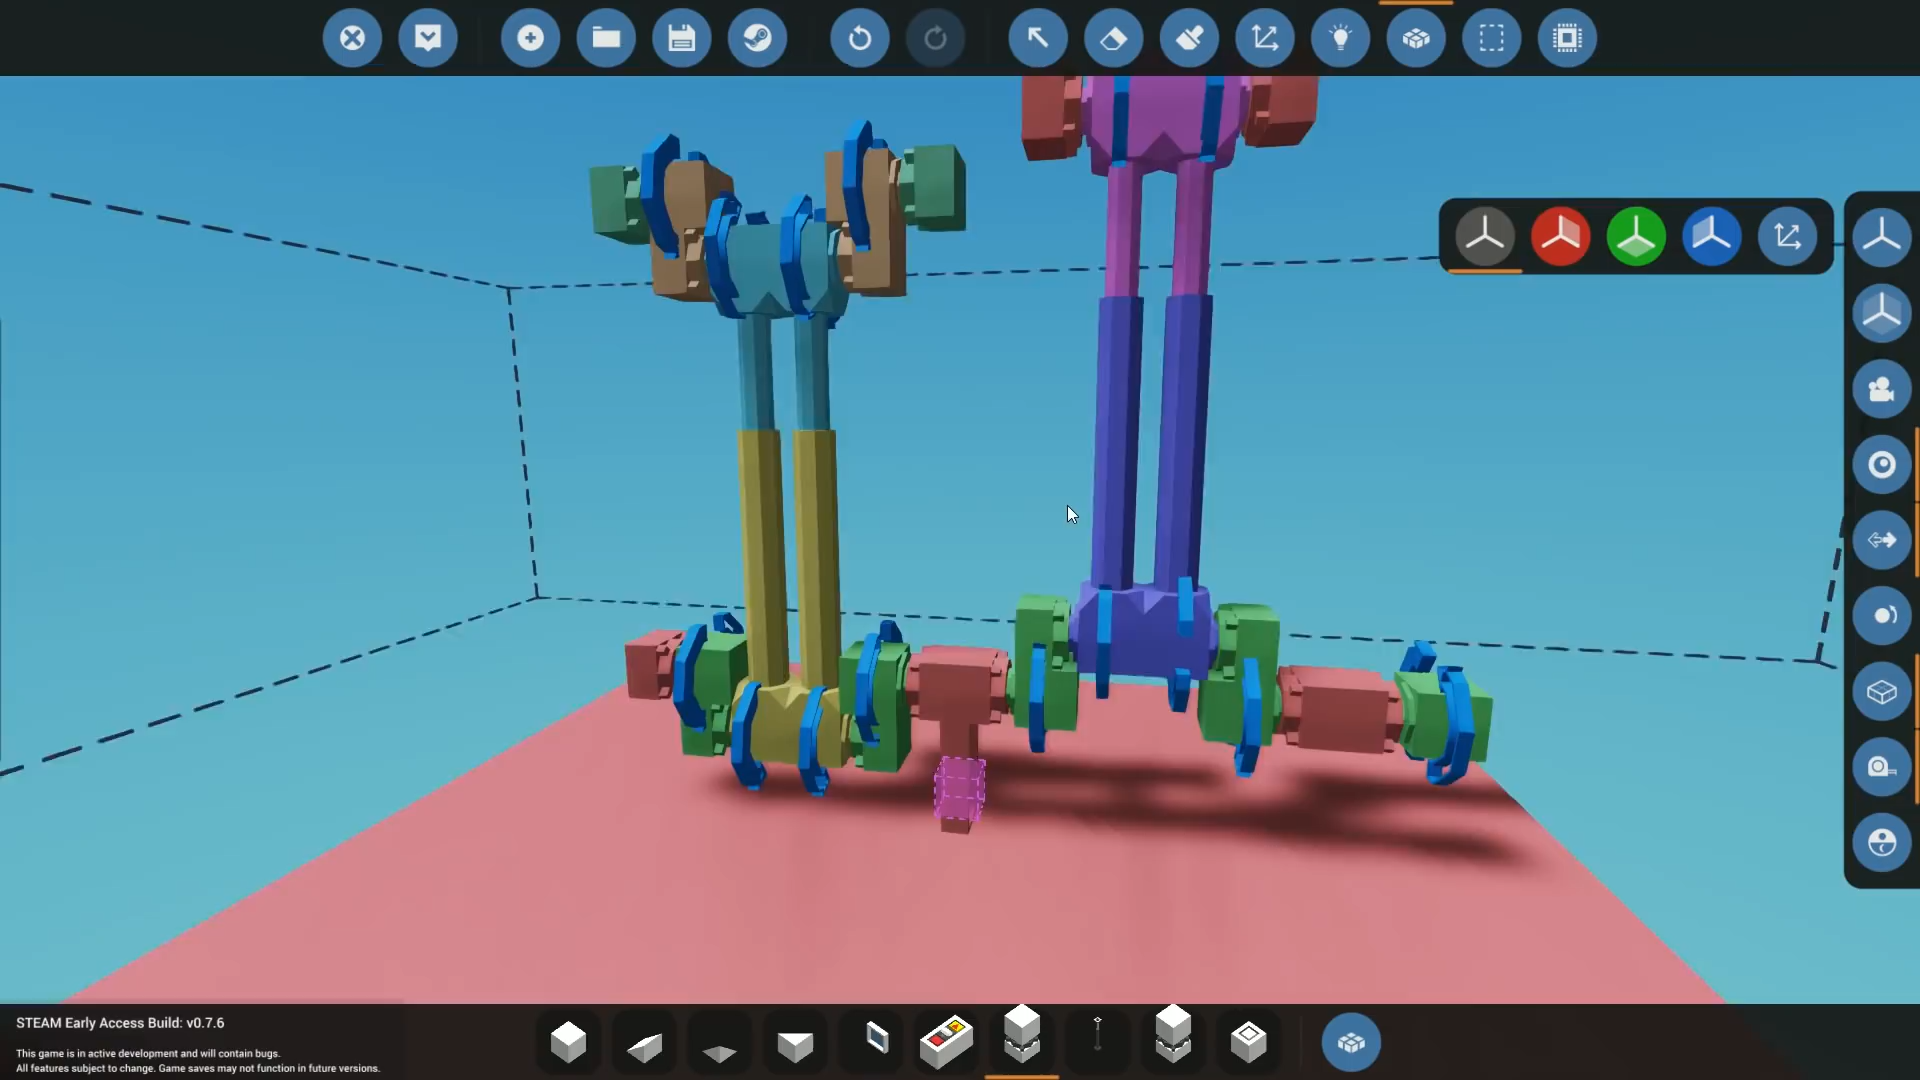 STEAM Early Access Build: v0.7.6
This game is in active development and will contain bugs.
All features subject to change. Game saves may not function in future versions.